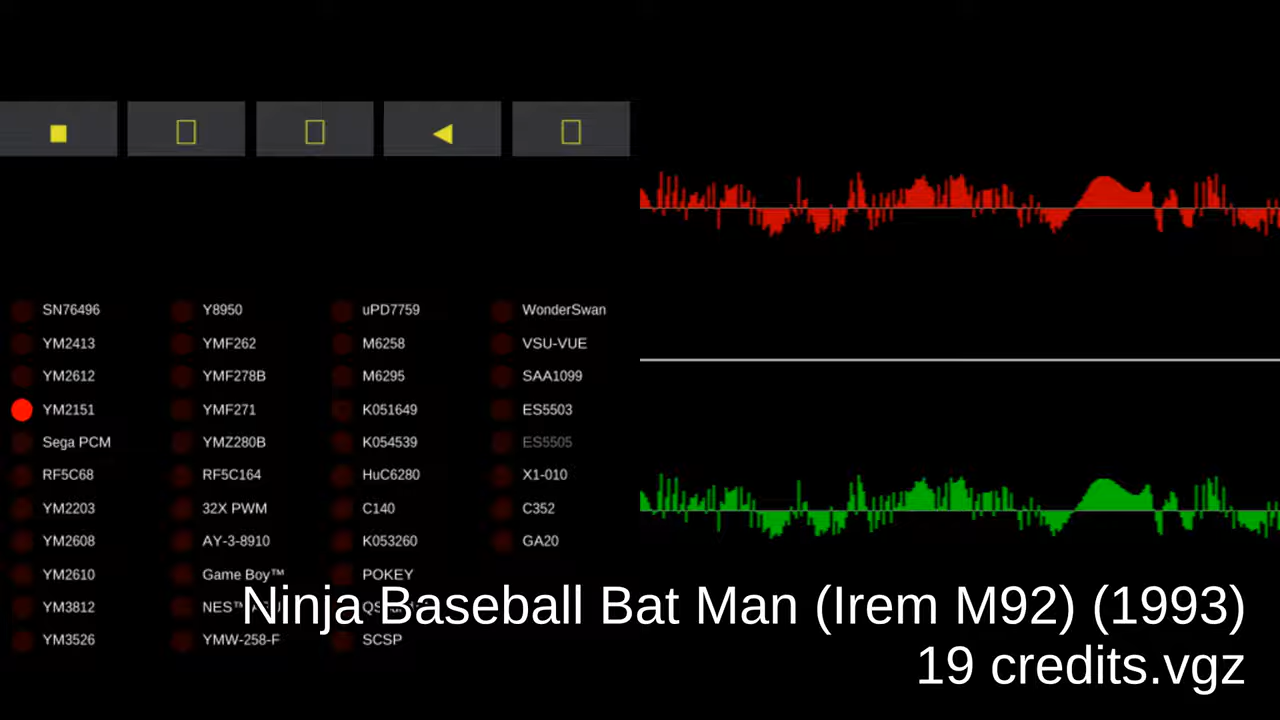 SN76496 Y8950 uPD7759 WonderSwan
YM2413 YMF262 M6258 VSU-VUE
YM2612 YMF278B M6295 SAA1099
YM2151 YMF271 K051649 ES5503
Sega PCM YMZ280B K054539 ES5505
RF5C68 RF5C164 HuC6280 X1-010
YM2203 32X PWM C140 C352
YM2608 AY-3-8910 K053260 GA20
YM2610 Game Boy™ POKEY
YM3812 NES™
YM3526 YMW-258-F SCSP
Ninja Baseball Bat Man (Irem M92) (1993)
19 credits.vgz